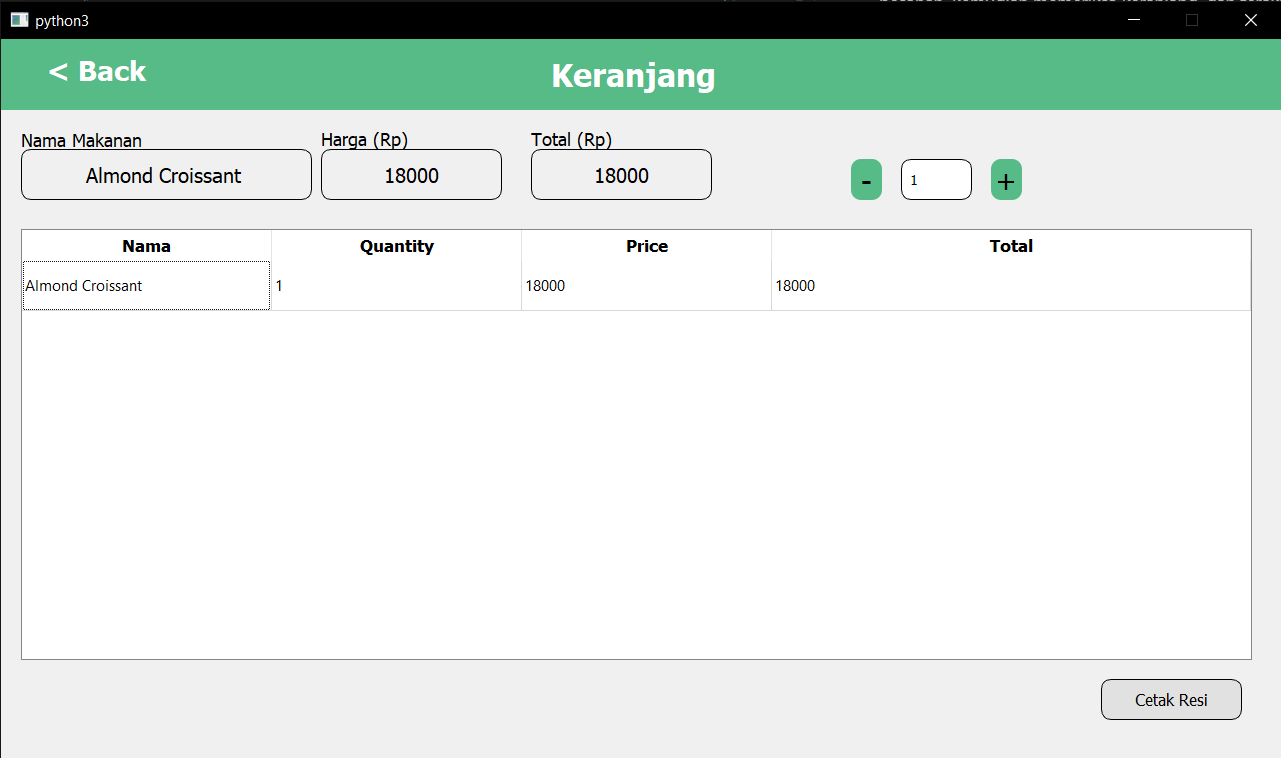 python3
< Back
Keranjang
Nama Makanan
Harga (Rp)
Total (Rp)
Almond Croissant
18000
18000
-
1
+
Nama Quantity Price Total
Almond Croissant 1 18000 18000
Cetak Resi